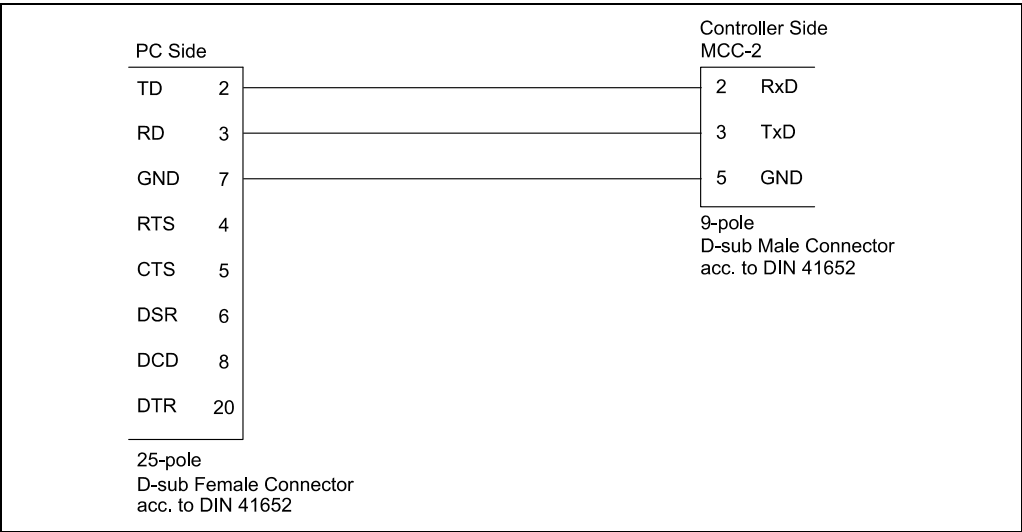 PC Side
TD 2
RD 3
GND 7
RTS 4
CTS 5
DSR 6
DCD 8
DTR 20
25-pole
D-sub Female Connector
acc. to DIN 41652
Controller Side
MCC-2
2 RxD
3 TxD
5 GND
9-pole
D-sub Male Connector
acc. to DIN 41652